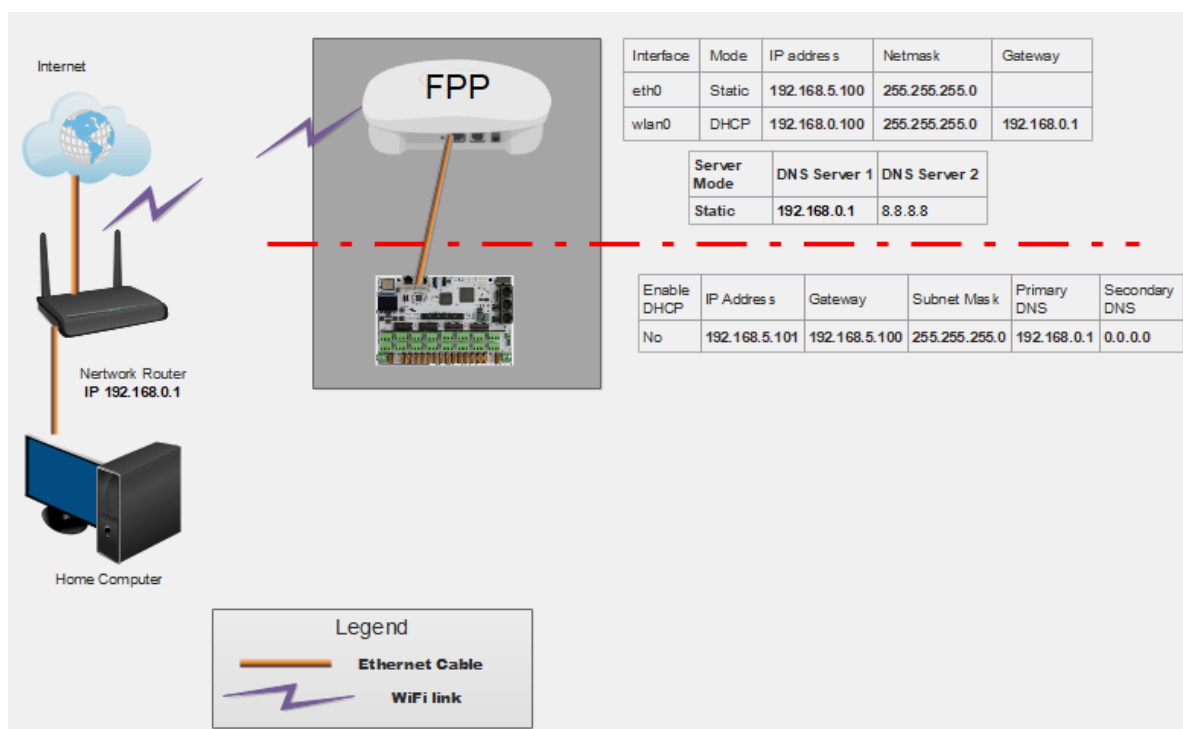 Internet
FPP
Interface Mode IP address Netmask Gateway
eth0 Static 192.168.5.100 255.255.255.0
wlan0 DHCP 192.168.0.100 255.255.255.0 192.168.0.1
Server
Mode DNS Server 1 DNS Server 2
Static 192.168.0.1 8.8.8.8
Enable
DHCP IP Address Gateway Subnet Mask Primary
DNS Secondary
DNS
No 192.168.5.101 192.168.5.100 255.255.255.0 192.168.0.1 0.0.0.0
Nertwork Router
IP 192.168.0.1
Home Computer
Legend
Ethernet Cable
WiFi link